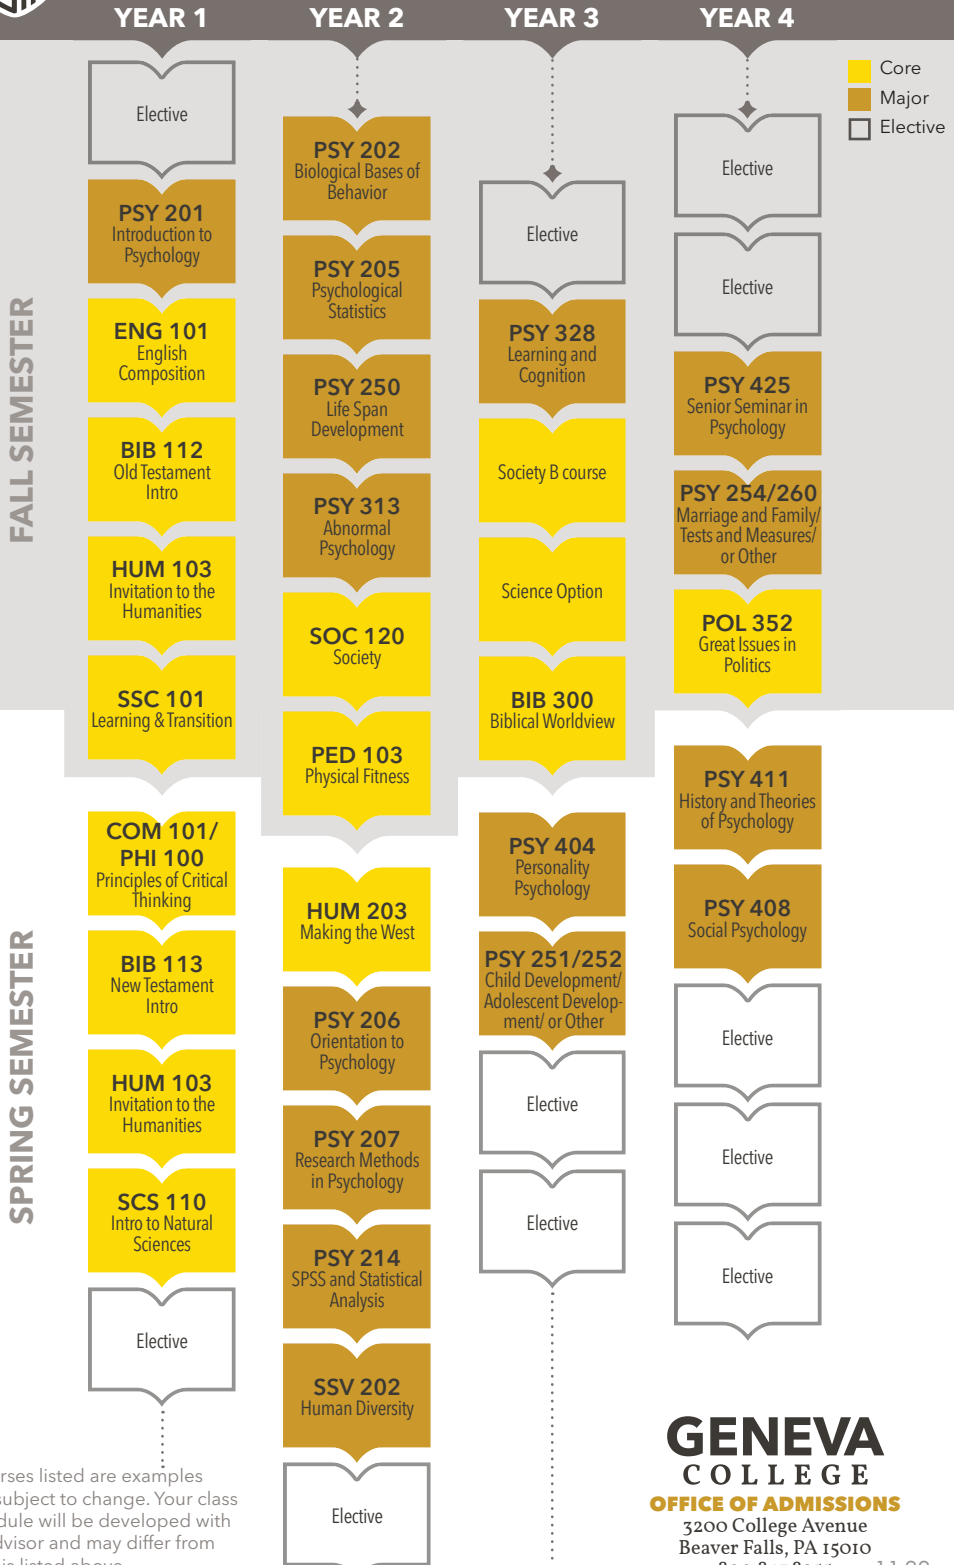 YEAR 1
YEAR 2
YEAR 3
YEAR 4
Core
Major
Elective
FALL SEMESTER
SPRING SEMESTER
Elective
PSY 201
Introduction to
Psychology
ENG 101
English
Composition
BIB 112
Old Testament
Intro
HUM 103
Invitation to the
Humanities
SSC 101
Learning & Transition
COM 101/
PHI 100
Principles of Critical
Thinking
BIB 113
New Testament
Intro
HUM 103
Invitation to the
Humanities
SCS 110
Intro to Natural
Sciences
Elective
PSY 202
Biological Bases of
Behavior
PSY 205
Psychological
Statistics
PSY 250
Life Span
Development
PSY 313
Abnormal
Psychology
SOC 120
Society
PED 103
Physical Fitness
HUM 203
Making the West
PSY 206
Orientation to
Psychology
PSY 207
Research Methods
in Psychology
PSY 214
SPSS and Statistical
Analysis
SSV 202
Human Diversity
Elective
Elective
PSY 328
Learning and
Cognition
Society B course
Science Option
BIB 300
Biblical Worldview
PSY 404
Personality
Psychology
PSY 251/252
Child Development/
Adolescent Develop-
ment/ or Other
Elective
Elective
Elective
Elective
PSY 425
Senior Seminar in
Psychology
PSY 254/260
Marriage and Family/
Tests and Measures/
or Other
POL 352
Great Issues in
Politics
PSY 411
History and Theories
of Psychology
PSY 408
Social Psychology
Elective
Elective
Elective
rses listed are examples
subject to change. Your class
dule will be developed with
dvisor and may differ from
is listed above
GENEVA
COLLEGE
OFFICE OF ADMISSIONS
3200 College Avenue
Beaver Falls, PA 15010